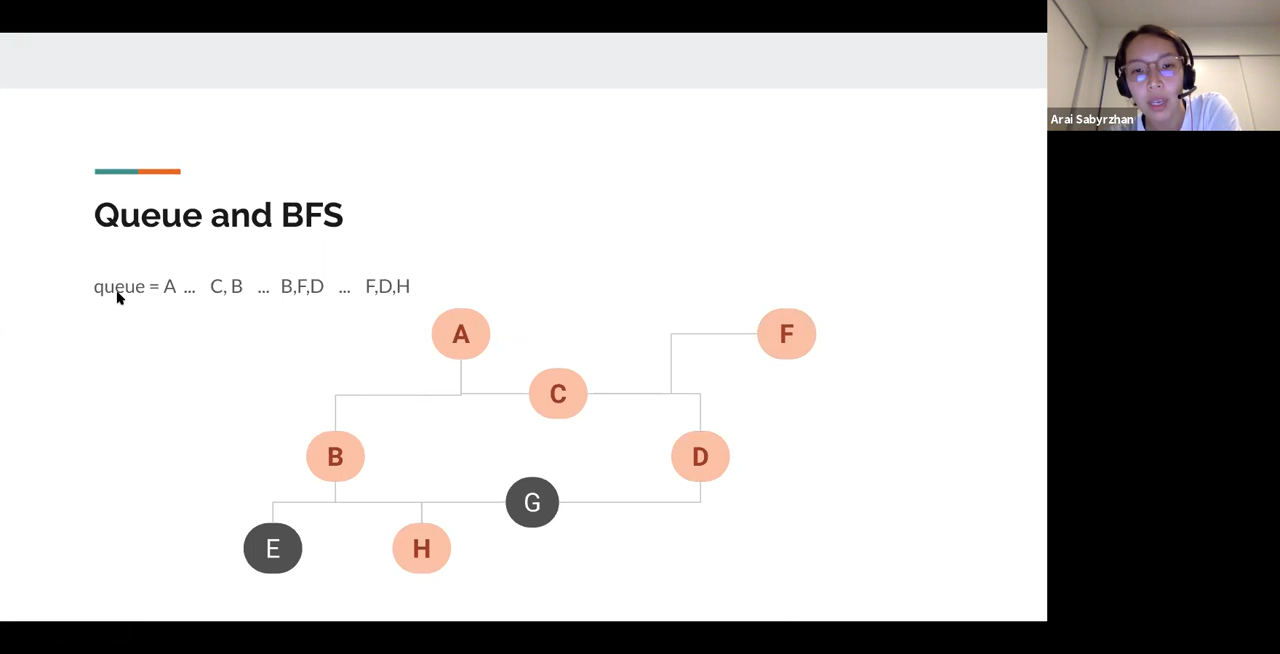 Arai Sabyrzhan
Queue and BFS
queue = A ... C, B ... B,F,D ... F,D,H
A
F
C
B
D
G
E
H